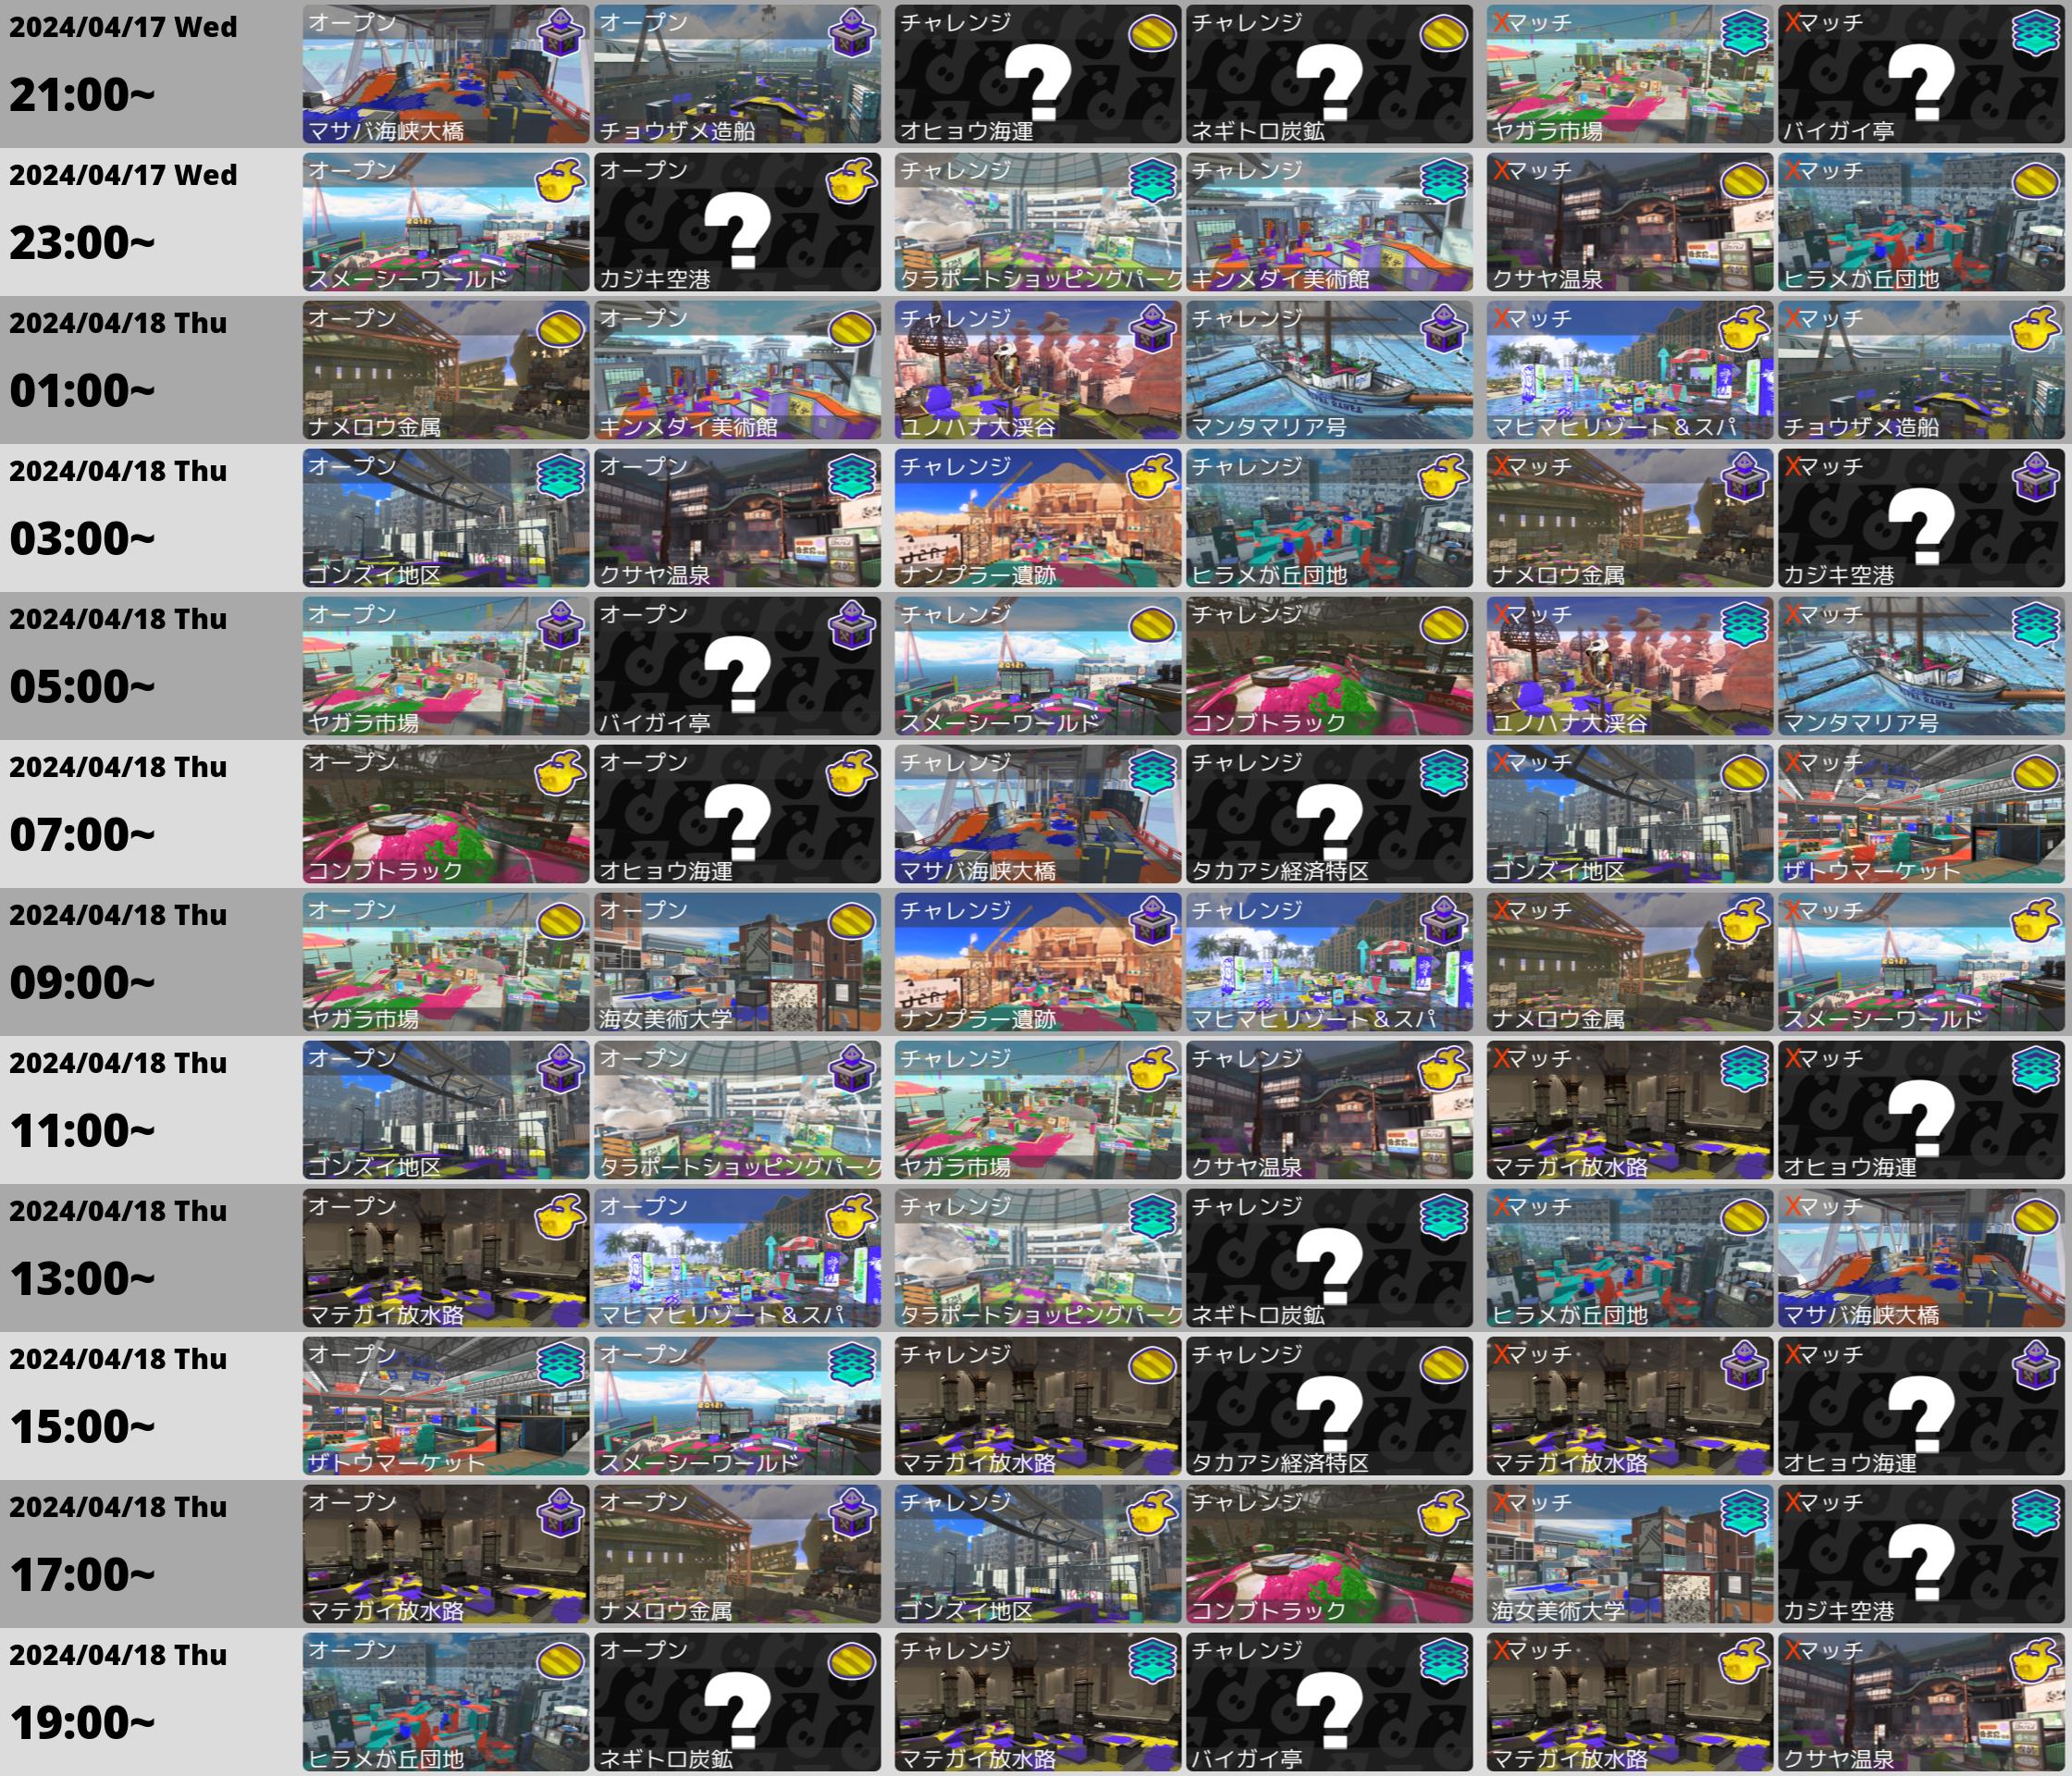 2024/04/17 Wed
21:00~
オープン オープン チャレンジ チャレンジ Xマッチ Xマッチ
マサバ海峡大橋 チョウザメ造船 オヒョウ海運 ネギトロ炭鉱 ヤガラ市場 バイガイ亭
2024/04/17 Wed
23:00~
オープン オープン チャレンジ チャレンジ Xマッチ Xマッチ
スメーシーワールド カジキ空港 タラポートショッピングパーク キンメダイ美術館 クサヤ温泉 ヒラメが丘団地
2024/04/18 Thu
01:00~
オープン オープン チャレンジ チャレンジ Xマッチ Xマッチ
ナメロウ金属 キンメダイ美術館 ユノハナ大渓谷 マンタマリア号 マヒマヒリゾート＆スパ チョウザメ造船
2024/04/18 Thu
03:00~
オープン オープン チャレンジ チャレンジ Xマッチ Xマッチ
ゴンズイ地区 クサヤ温泉 ナンプラー遺跡 ヒラメが丘団地 ナメロウ金属 カジキ空港
2024/04/18 Thu
05:00~
オープン オープン チャレンジ チャレンジ Xマッチ Xマッチ
ヤガラ市場 バイガイ亭 スメーシーワールド コンブトラック ユノハナ大渓谷 マンタマリア号
2024/04/18 Thu
07:00~
オープン オープン チャレンジ チャレンジ Xマッチ Xマッチ
コンブトラック オヒョウ海運 マサバ海峡大橋 タカアシ経済特区 ゴンズイ地区 ザトウマーケット
2024/04/18 Thu
09:00~
オープン オープン チャレンジ チャレンジ Xマッチ Xマッチ
ヤガラ市場 海女美術大学 ナンプラー遺跡 マヒマヒリゾート＆スパ ナメロウ金属 スメーシーワールド
2024/04/18 Thu
11:00~
オープン オープン チャレンジ チャレンジ Xマッチ Xマッチ
ゴンズイ地区 タラポートショッピングパーク ヤガラ市場 クサヤ温泉 マテガイ放水路 オヒョウ海運
2024/04/18 Thu
13:00~
オープン オープン チャレンジ チャレンジ Xマッチ Xマッチ
マテガイ放水路 マヒマヒリゾート＆スパ タラポートショッピングパーク ネギトロ炭鉱 ヒラメが丘団地 マサバ海峡大橋
2024/04/18 Thu
15:00~
オープン オープン チャレンジ チャレンジ Xマッチ Xマッチ
ザトウマーケット スメーシーワールド マテガイ放水路 タカアシ経済特区 マテガイ放水路 オヒョウ海運
2024/04/18 Thu
17:00~
オープン オープン チャレンジ チャレンジ Xマッチ Xマッチ
マテガイ放水路 ナメロウ金属 ゴンズイ地区 コンブトラック 海女美術大学 カジキ空港
2024/04/18 Thu
19:00~
オープン オープン チャレンジ チャレンジ Xマッチ Xマッチ
ヒラメが丘団地 ネギトロ炭鉱 マテガイ放水路 バイガイ亭 マテガイ放水路 クサヤ温泉